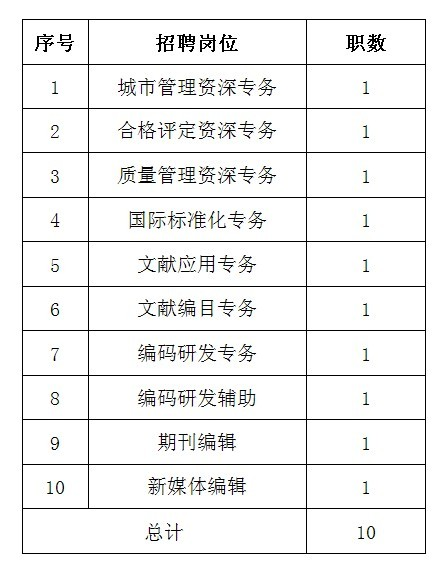 序号 招聘岗位 职数
1 城市管理资深专务 1
2 合格评定资深专务 1
3 质量管理资深专务 1
4 国际标准化专务 1
5 文献应用专务 1
6 文献编目专务 1
7 编码研发专务 1
8 编码研发辅助 1
9 期刊编辑 1
10 新媒体编辑 1
总计 10